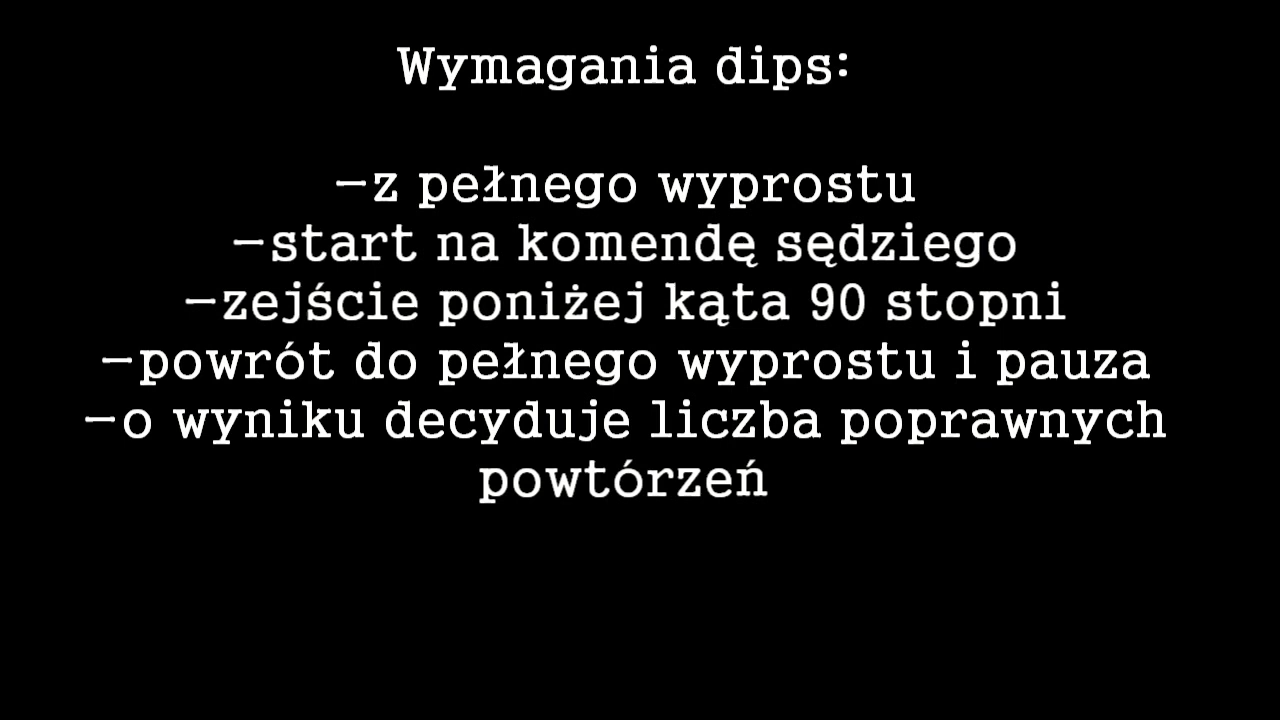 Wymagania dips:
-z pełnego wyprostu
-start na komendę sędziego
-zejście poniżej kąta 90 stopni
-powrót do pełnego wyprostu i pauza
-o wyniku decyduje liczba poprawnych
powtórzeń